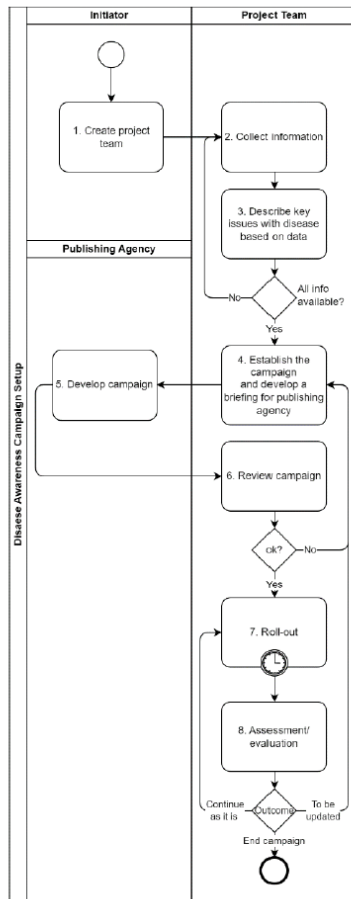 Initiator
Project Team
1. Create project
team
2. Collect Information
3. Describe key
issues with disease
based on data
Publishing Agency
No
All info
available?
Yes
4. Establish the
campaign
and develop a
briefing for publishing
agency
5. Develop campaign
6. Review campaign
ok?
No
Yes
7. Roll-out
8. Assessment/
evaluation
Continue
as it is
Outcome
To be
updated
End campaign
Disaese Awareness Campaign Setup